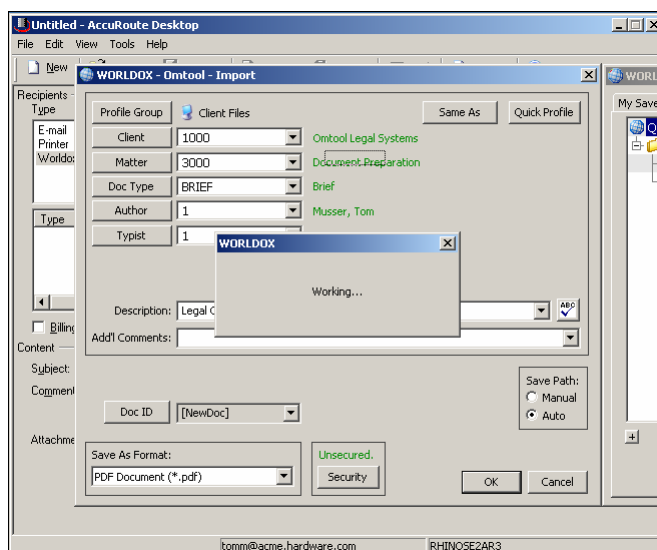 Untitled - AccuRoute Desktop
File Edit View Tools Help
New
WORLDOX - Omtool - Import
Recipients
Type
E-mail
Printer
Type
Billing
Content
Subject:
Profile Group Client Files Same As Quick Profile
Client 1000 Omtool Legal Systems
Matter 3000 Document Preparation
Doc Type BRIEF Brief
Author 1 Musser, Tom
Typist 1
WORLDOX
Working...
Description: Legal
ABC
Add'l Comments:
Save Path:
Manual
Auto
Doc ID [NewDoc]
Save As Format:
PDF Document (*.pdf)
Unsecured.
Security
OK Cancel
My Save
tomm@acme.hardware.com RHINOSE2AR3